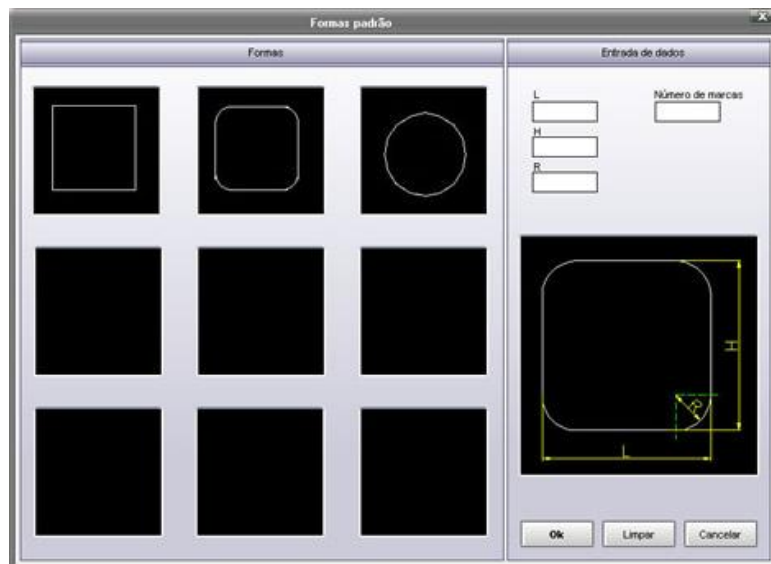 Formas padrão
X
Formas
Entrada de dados
L
Número de marcas
H
R
H
R
L
Ok
Limpar
Cancelar